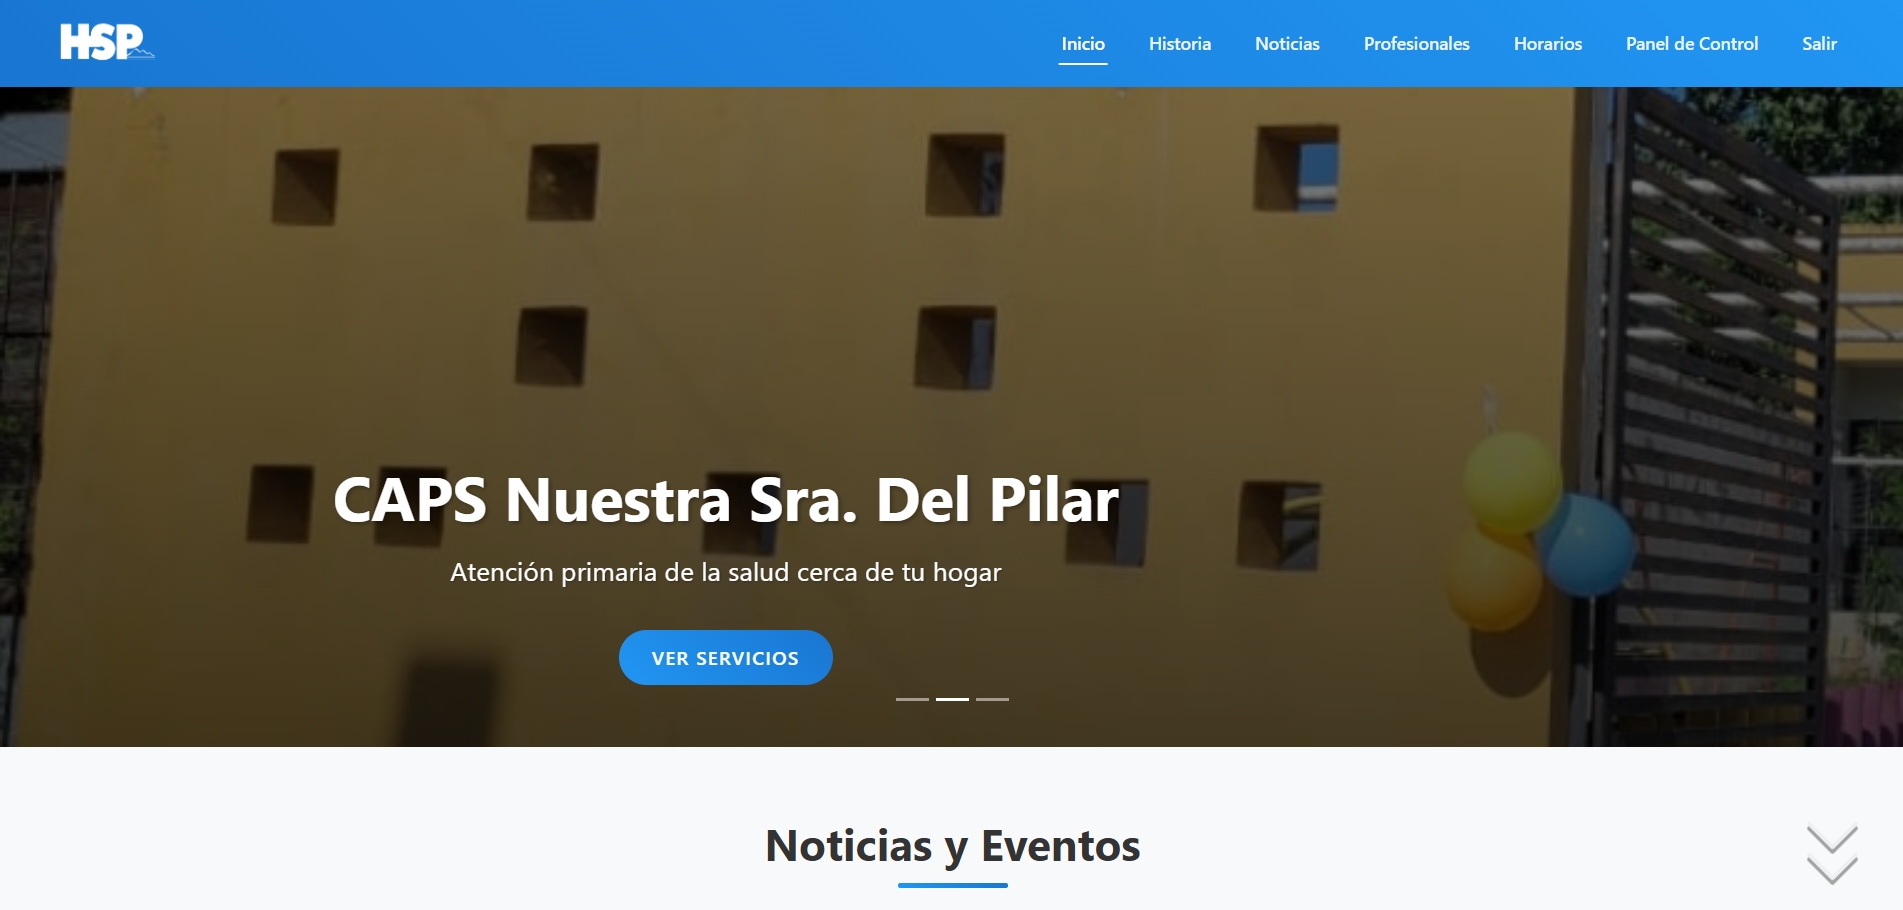 HSP
Inicio Historia Noticias Profesionales Horarios Panel de Control Salir
CAPS Nuestra Sra. Del Pilar
Atención primaria de la salud cerca de tu hogar
VER SERVICIOS
Noticias y Eventos